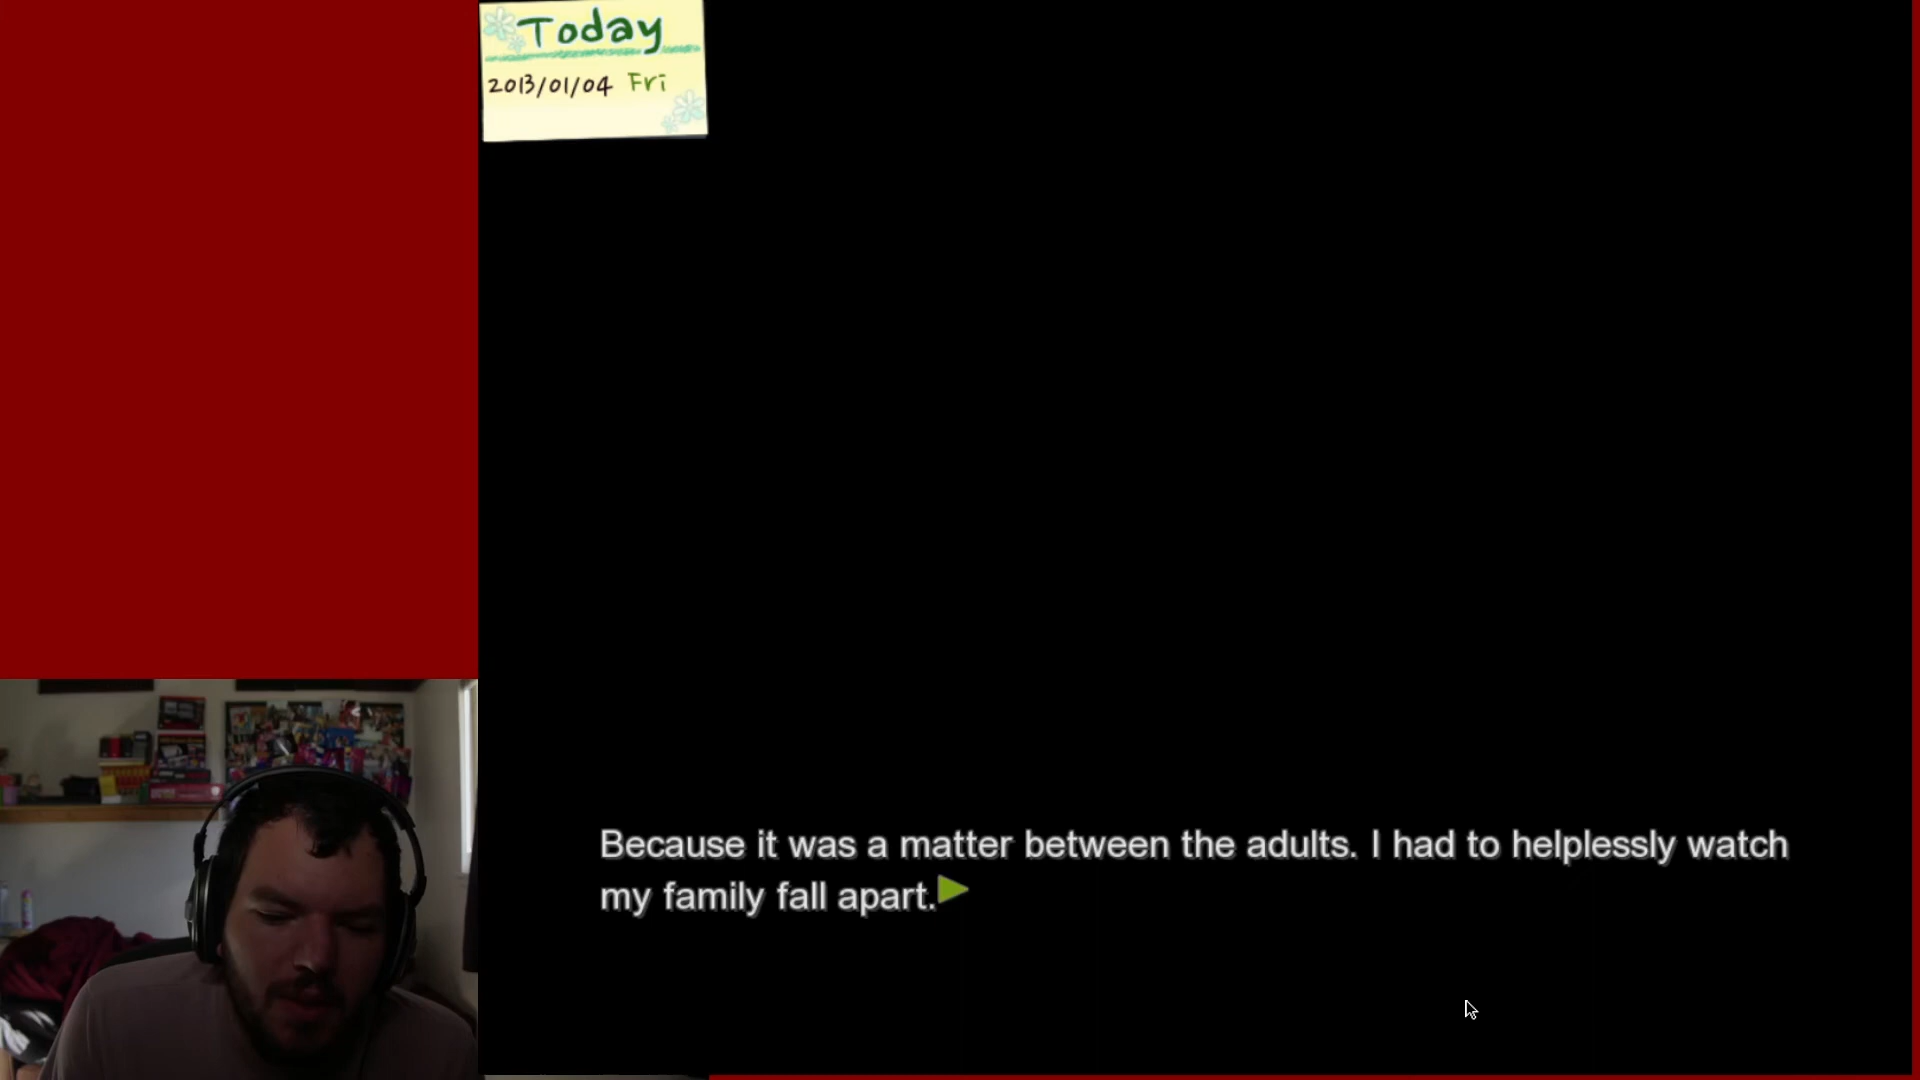 Today
2013/01/04 Fri
Because it was a matter between the adults. I had to helplessly watch
my family fall apart.